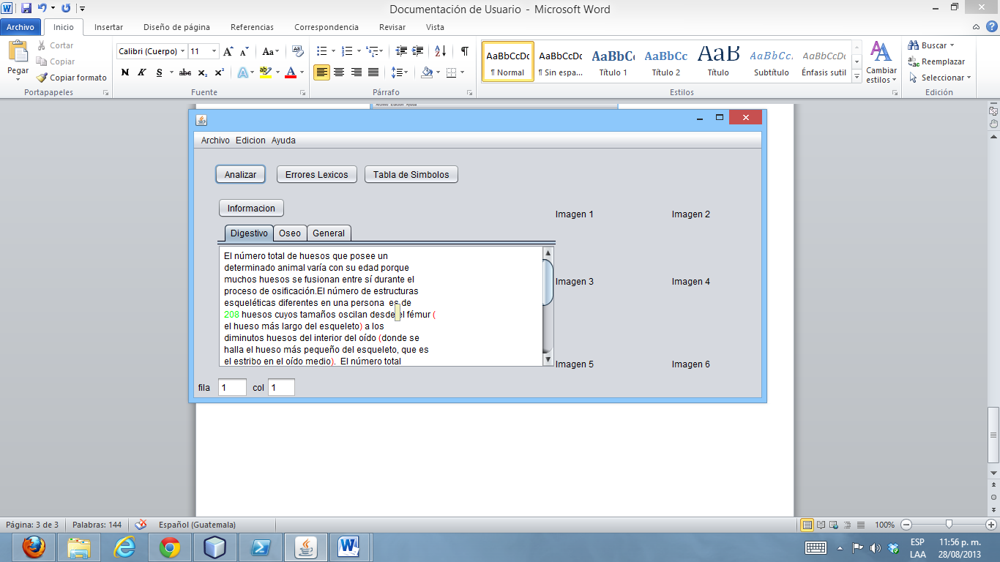 Documentación de Usuario - Microsoft Word
Archivo Inicio Insertar Diseño de página Referencias Correspondencia Revisar Vista
Pegar
Cortar
Copiar
Copiar formato
Portapapeles
Calibri (Cuerpo) 11
N K S abc x₂ x²
Fuente
Párrafo
AaBbCcDc AaBbCcDc AaBbC AaBbCc AaB AaBbCc. AaBbCcDc
¶ Normal ¶ Sin espa... Título 1 Título 2 Título Subtítulo Énfasis sutil
Estilos
Cambiar
estilos
Buscar
Reemplazar
Seleccionar
Edición
Archivo Edicion Ayuda
Analizar Errores Lexicos Tabla de Simbolos
Informacion
Digestivo Oseo General
El número total de huesos que posee un
determinado animal varía con su edad porque
muchos huesos se fusionan entre sí durante el
proceso de osificación.El número de estructuras
esqueléticas diferentes en una persona es de
208 huesos cuyos tamaños oscilan desde el fémur (
el hueso más largo del esqueleto) a los
diminutos huesos del interior del oído (donde se
halla el hueso más pequeño del esqueleto, que es
el estribo en el oído medio). El número total
Imagen 1 Imagen 2
Imagen 3 Imagen 4
Imagen 5 Imagen 6
fila 1 col 1
Página: 3 de 3 Palabras: 144 Español (Guatemala) 100%
ESP
LAA
11:56 p. m.
28/08/2013